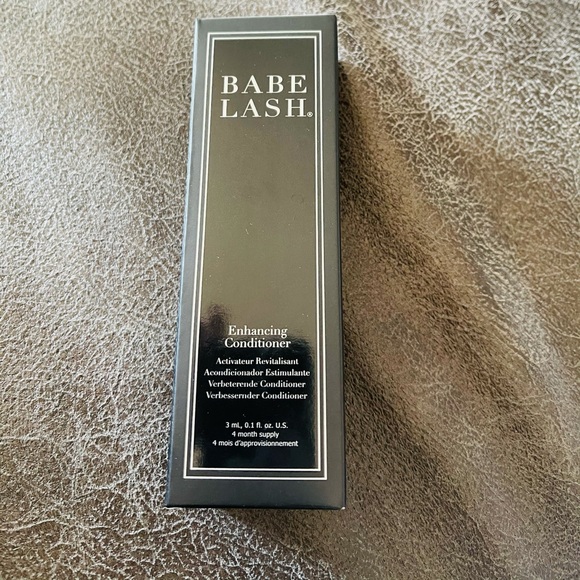 BABE
LASH®
Enhancing
Conditioner
Activateur Revitalisant
Acondicionador Estimulante
Verbeterende Conditioner
Verbessernder Conditioner
3 mL, 0.1 fl. oz. U.S.
4 month supply
4 mois d'approvisionnement